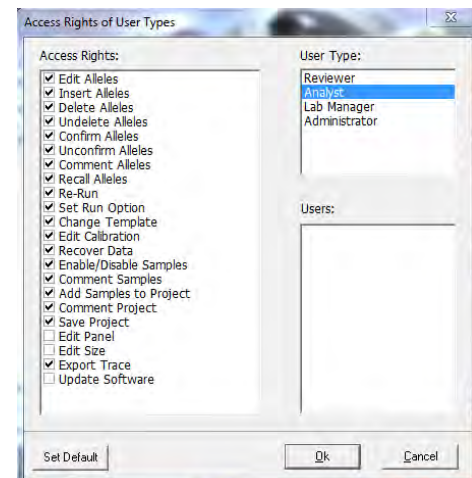 Access Rights of User Types
Access Rights:
Edit Alleles
Insert Alleles
Delete Alleles
Undelete Alleles
Confirm Alleles
Unconfirm Alleles
Comment Alleles
Recall Alleles
Re-Run
Set Run Option
Change Template
Edit Calibration
Recover Data
Enable/Disable Samples
Comment Samples
Add Samples to Project
Comment Project
Save Project
Edit Panel
Edit Size
Export Trace
Update Software
User Type:
Reviewer
Analyst
Lab Manager
Administrator
Users:
Set Default
Ok
Cancel